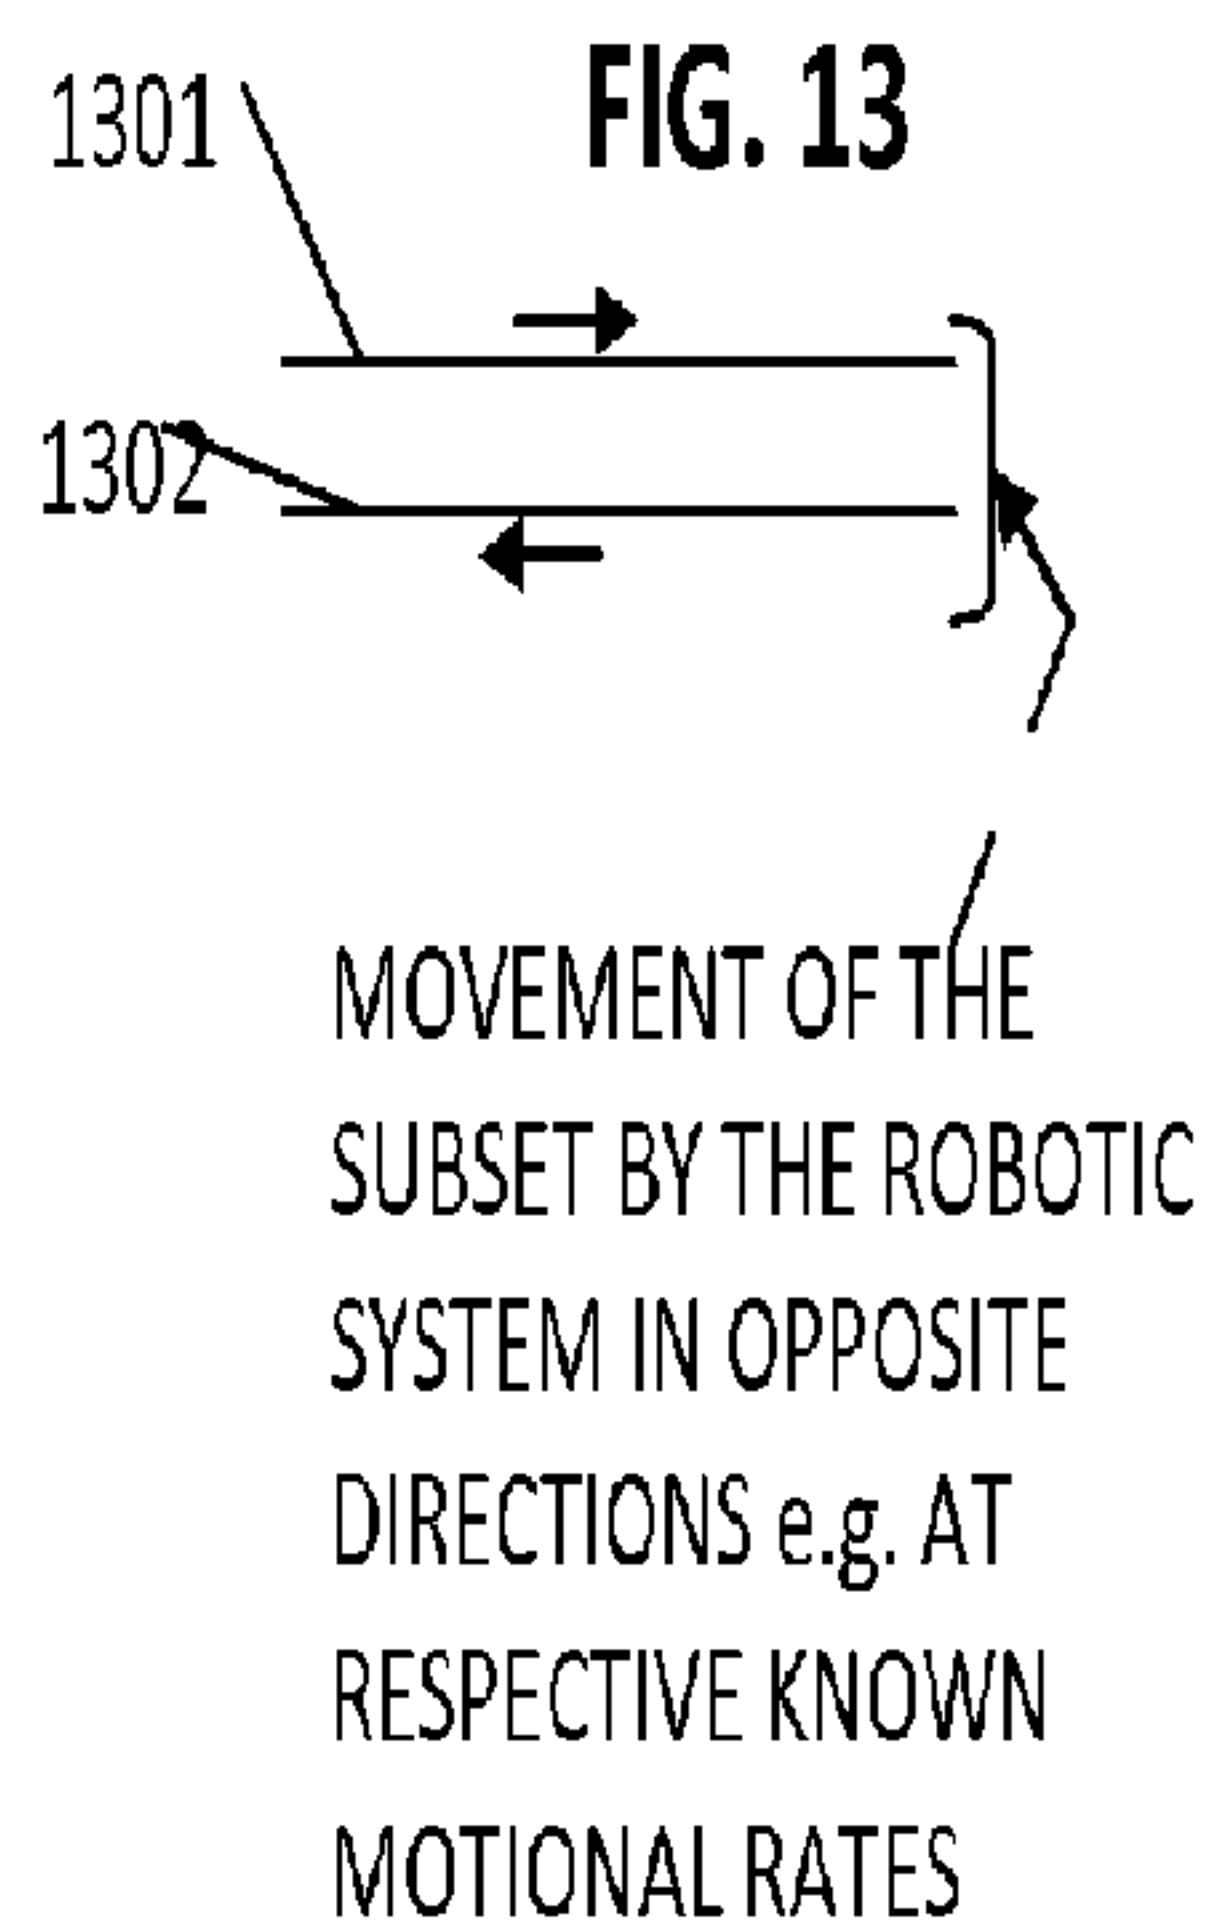 FIG. 13
1301
1302
MOVEMENT OF THE
SUBSET BY THE ROBOTIC
SYSTEM IN OPPOSITE
DIRECTIONS e.g. AT
RESPECTIVE KNOWN
MOTIONAL RATES